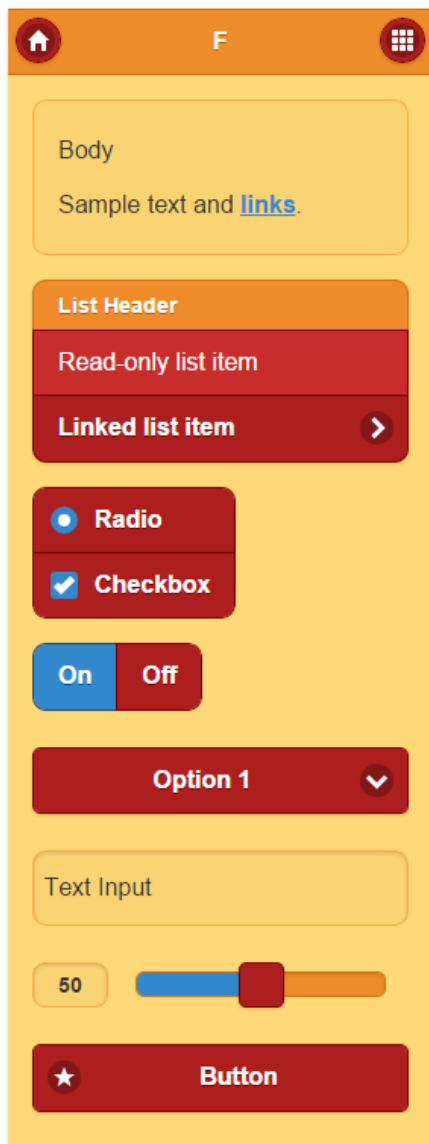 F
Body
Sample text and links.
List Header
Read-only list item
Linked list item
Radio
Checkbox
On Off
Option 1
Text Input
50
Button